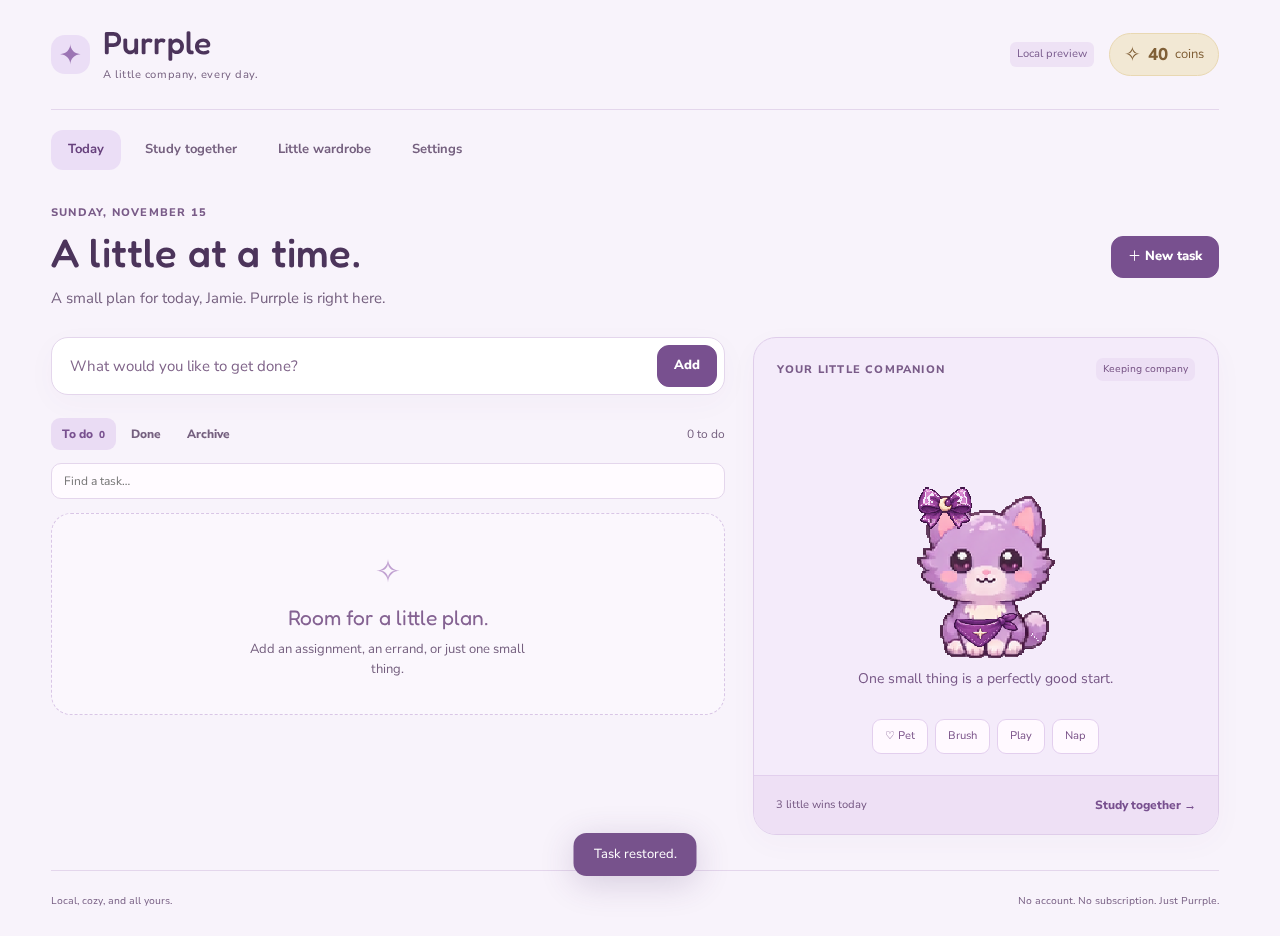 Purrple
A little company, every day.
Local preview
✧ 40 coins
Today
Study together
Little wardrobe
Settings
SUNDAY, NOVEMBER 15
A little at a time.
A small plan for today, Jamie. Purrple is right here.
+ New task
What would you like to get done?
Add
To do 0
Done
Archive
0 to do
Find a task...
Room for a little plan.
Add an assignment, an errand, or just one small
thing.
YOUR LITTLE COMPANION
Keeping company
One small thing is a perfectly good start.
♡ Pet
Brush
Play
Nap
3 little wins today
Study together →
Task restored.
Local, cozy, and all yours.
No account. No subscription. Just Purrple.